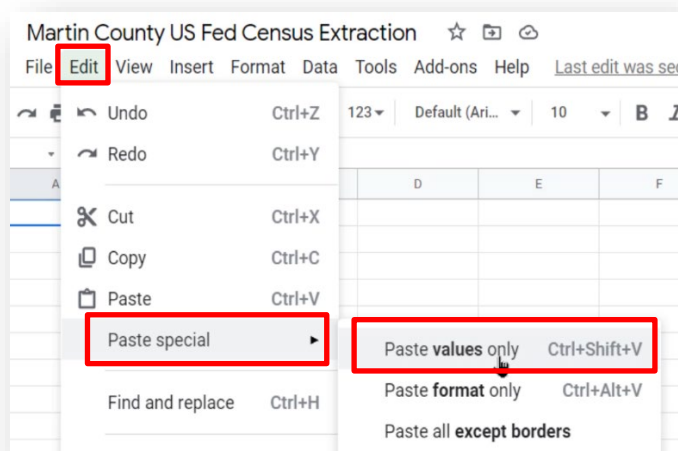 Martin County US Fed Census Extraction
File Edit View Insert Format Data Tools Add-ons Help Last edit was
Undo Ctrl+Z 123 Default (Ari... 10 B
Redo Ctrl+Y
A D E F
Cut Ctrl+X
Copy Ctrl+C
Paste Ctrl+V
Paste special
Paste values only Ctrl+Shift+V
Paste format only Ctrl+Alt+V
Find and replace Ctrl+H
Paste all except borders